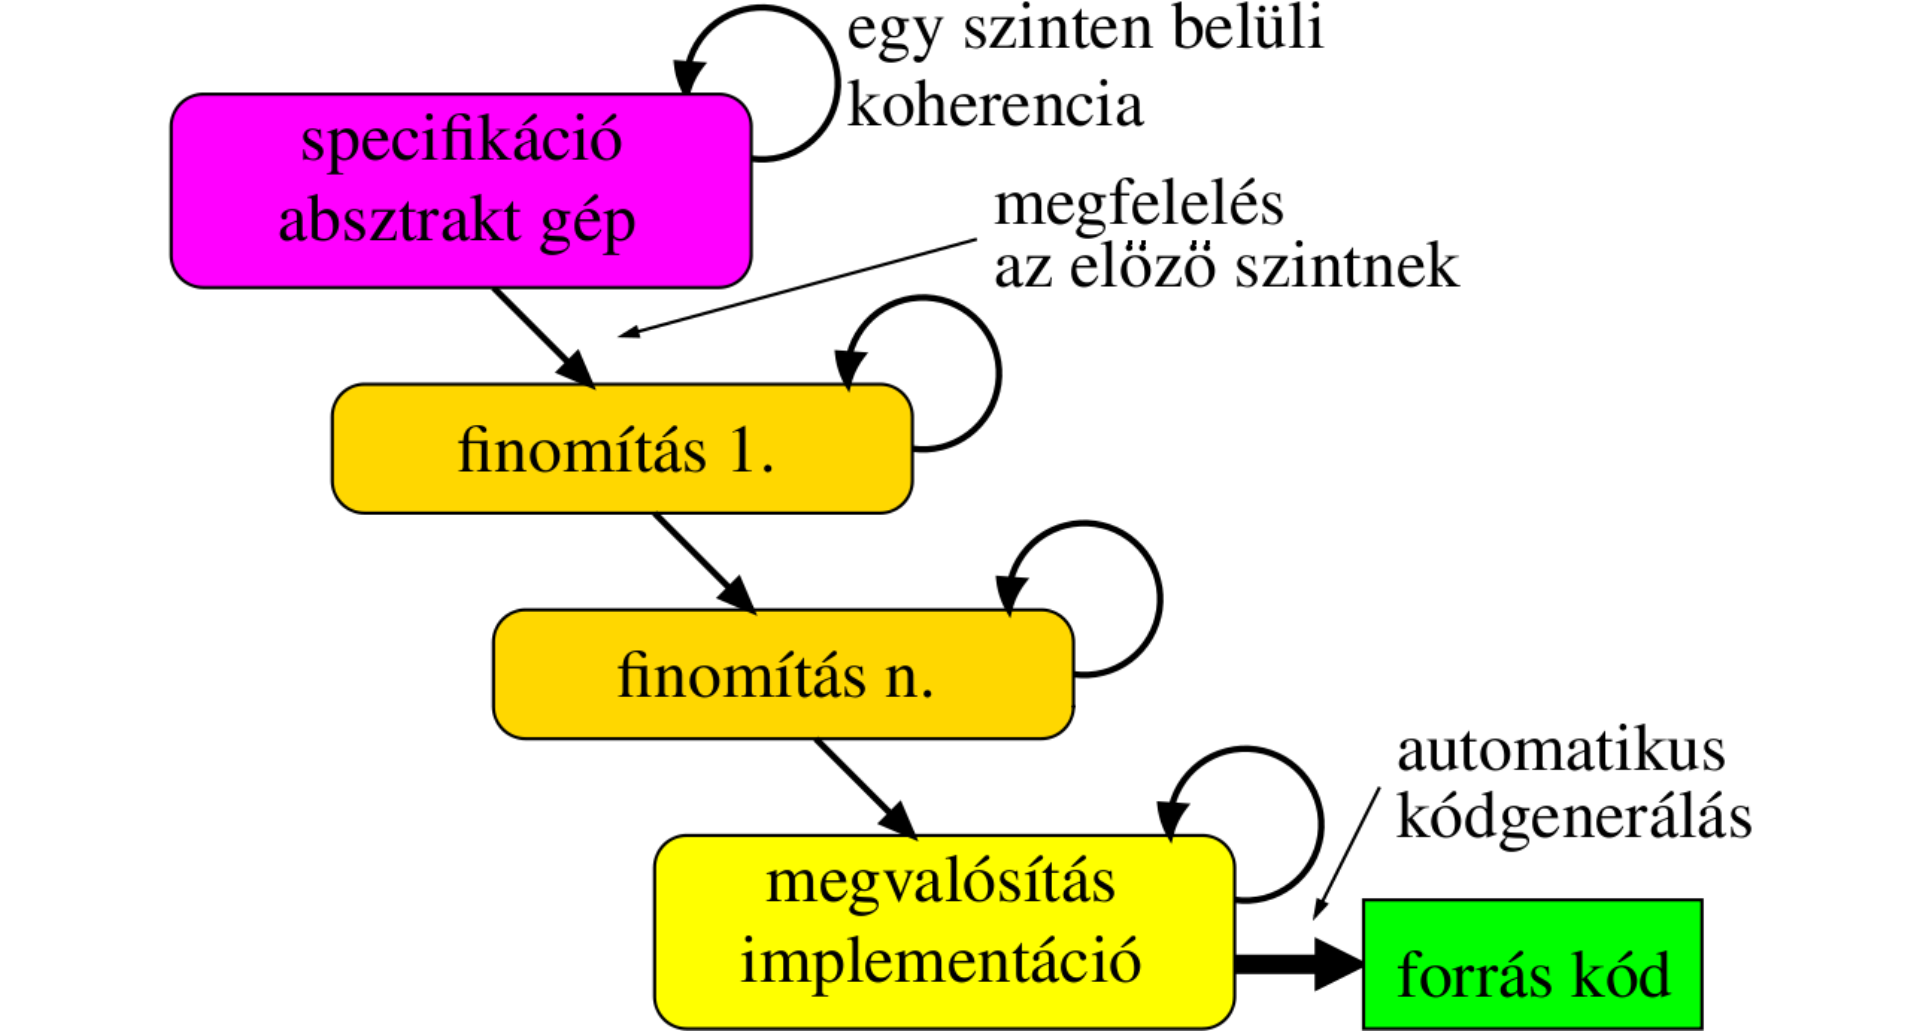 egy szinten belüli
koherencia
specifikáció
absztrakt gép
megfelelés
az elözö szintnek
finomítás 1.
finomítás n.
automatikus
kódgenerálás
megvalósítás
implementáció
forrás kód